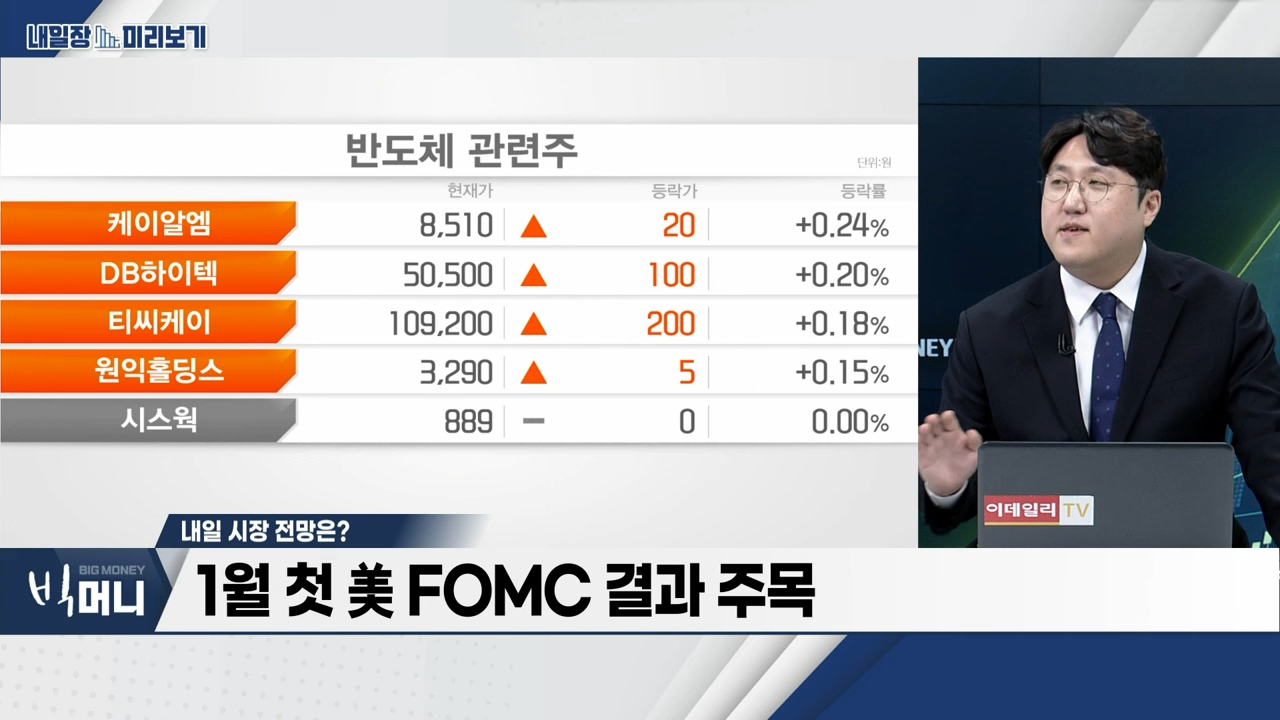 내일장 미리보기
반도체 관련주
단위:원
현재가 등락가 등락률
케이알엠 8,510 ▲ 20 +0.24%
DB하이텍 50,500 ▲ 100 +0.20%
티씨케이 109,200 ▲ 200 +0.18%
원익홀딩스 3,290 ▲ 5 +0.15%
시스웍 889 - 0 0.00%
NEY
이데일리 TV
내일 시장 전망은?
BIG MONEY
빅머니
1월 첫 美 FOMC 결과 주목